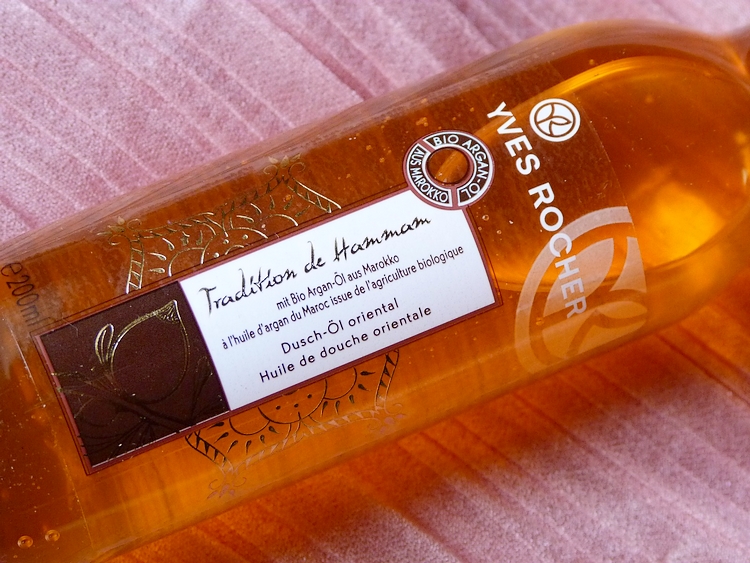 YVES ROCHER
BIO ARGAN-ÖL
AUS MAROKKO
Tradition de Hammam
mit Bio Argan-Öl aus Marokko
à l'huile d'argan du Maroc issue de l'agriculture biologique
Dusch-Öl oriental
Huile de douche orientale
℮200ml